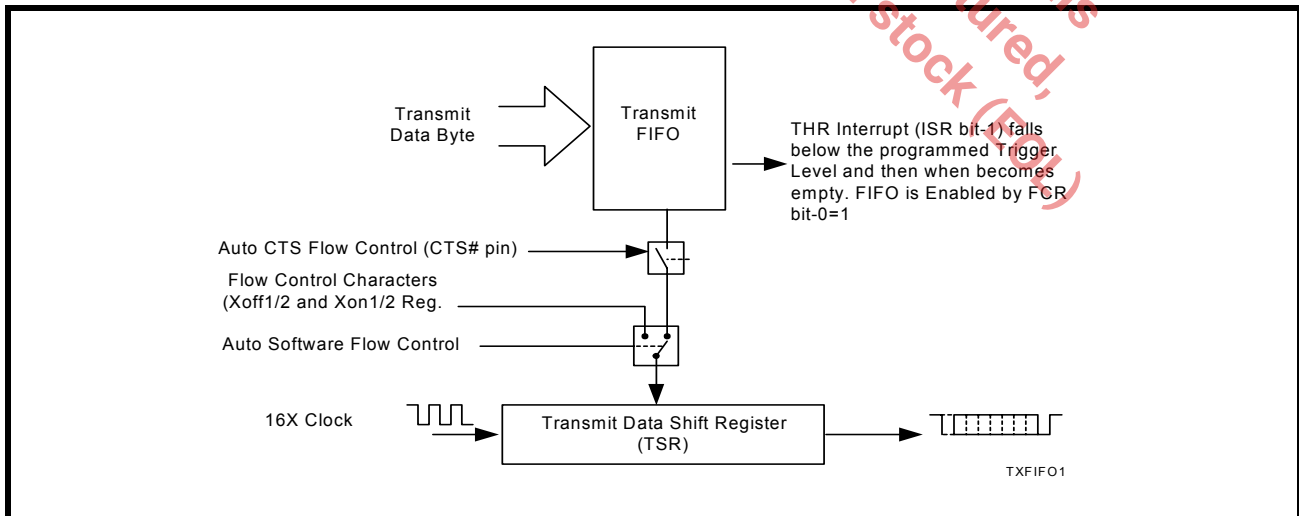 Transmit
Data Byte
Transmit
FIFO
THR Interrupt (ISR bit-1) falls
below the programmed Trigger
Level and then when becomes
empty. FIFO is Enabled by FCR
bit-0=1
Auto CTS Flow Control (CTS# pin)
Flow Control Characters
(Xoff1/2 and Xon1/2 Reg.
Auto Software Flow Control
16X Clock
Transmit Data Shift Register
(TSR)
TXFIFO1
stock (EOL)